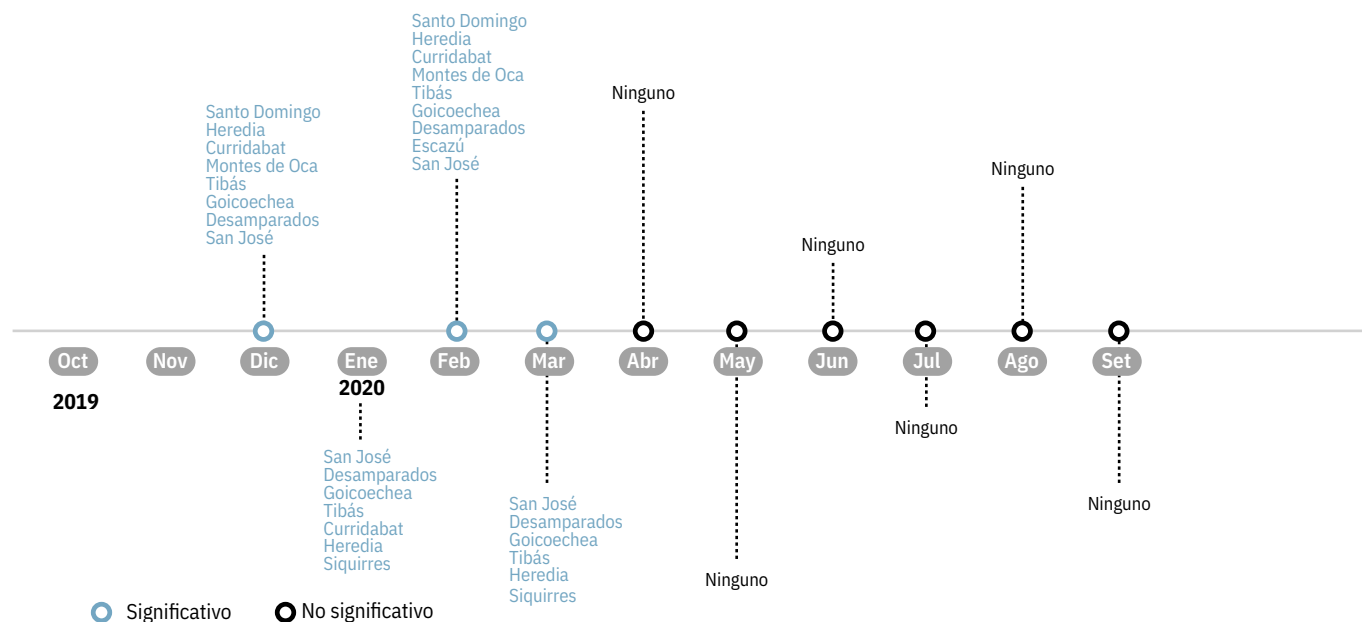 Santo Domingo
Heredia
Curridabat
Montes de Oca
Tibás
Goicoechea
Desamparados
Escazú
San José
Santo Domingo
Heredia
Curridabat
Montes de Oca
Tibás
Goicoechea
Desamparados
San José
Ninguno
Ninguno
Ninguno
Oct
Nov
Dic
Ene
Feb
Mar
Abr
May
Jun
Jul
Ago
Set
2019
2020
San José
Desamparados
Goicoechea
Tibás
Curridabat
Heredia
Siquirres
San José
Desamparados
Goicoechea
Tibás
Heredia
Siquirres
Ninguno
Ninguno
Ninguno
Significativo
No significativo